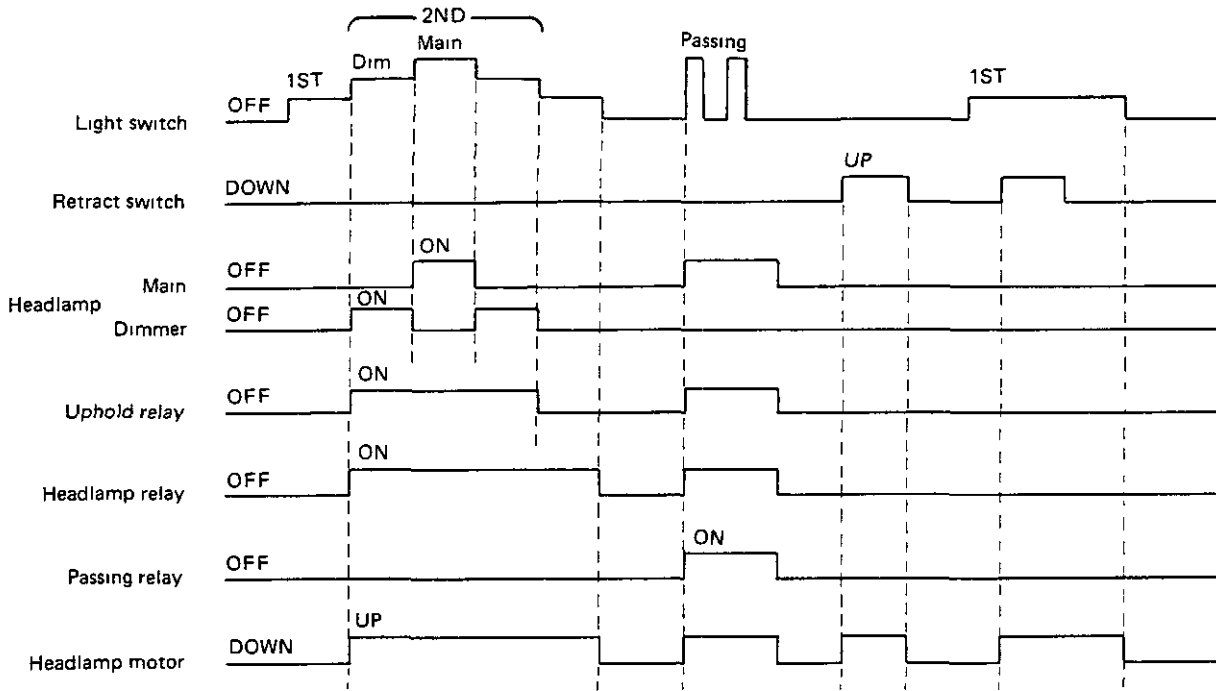 2ND
Main
Dim
Passing
1ST
1ST
OFF
Light switch
UP
DOWN
Retract switch
ON
OFF
Main
Headlamp
ON
OFF
Dimmer
ON
OFF
Uphold relay
ON
OFF
Headlamp relay
ON
OFF
Passing relay
UP
DOWN
Headlamp motor